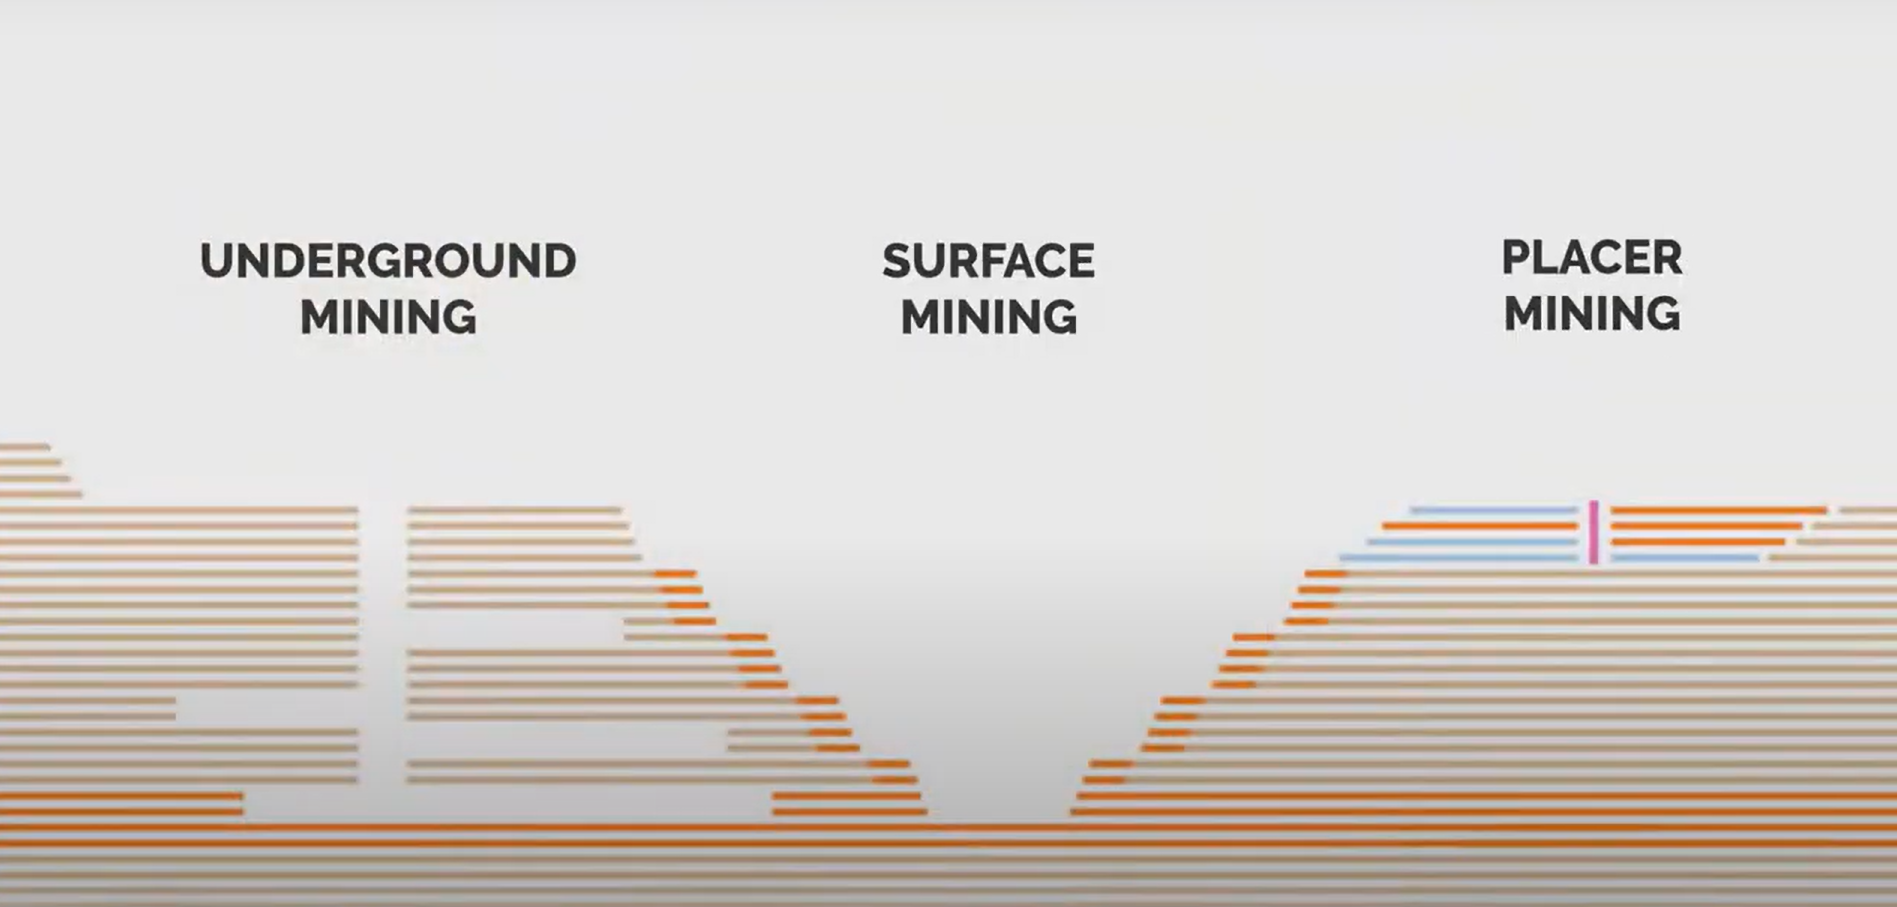 UNDERGROUND
MINING
SURFACE
MINING
PLACER
MINING